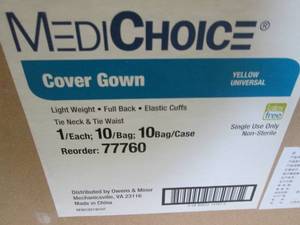 MEDICHOICE®
Cover Gown
YELLOW
UNIVERSAL
Light Weight • Full Back • Elastic Cuffs
Tie Neck & Tie Waist
1/Each; 10/Bag; 10Bag/Case
Reorder: 77760
free
Single Use Only
Non-Sterile
Distributed by Owens & Minor
Mechanicsville, VA 23116
Made in China